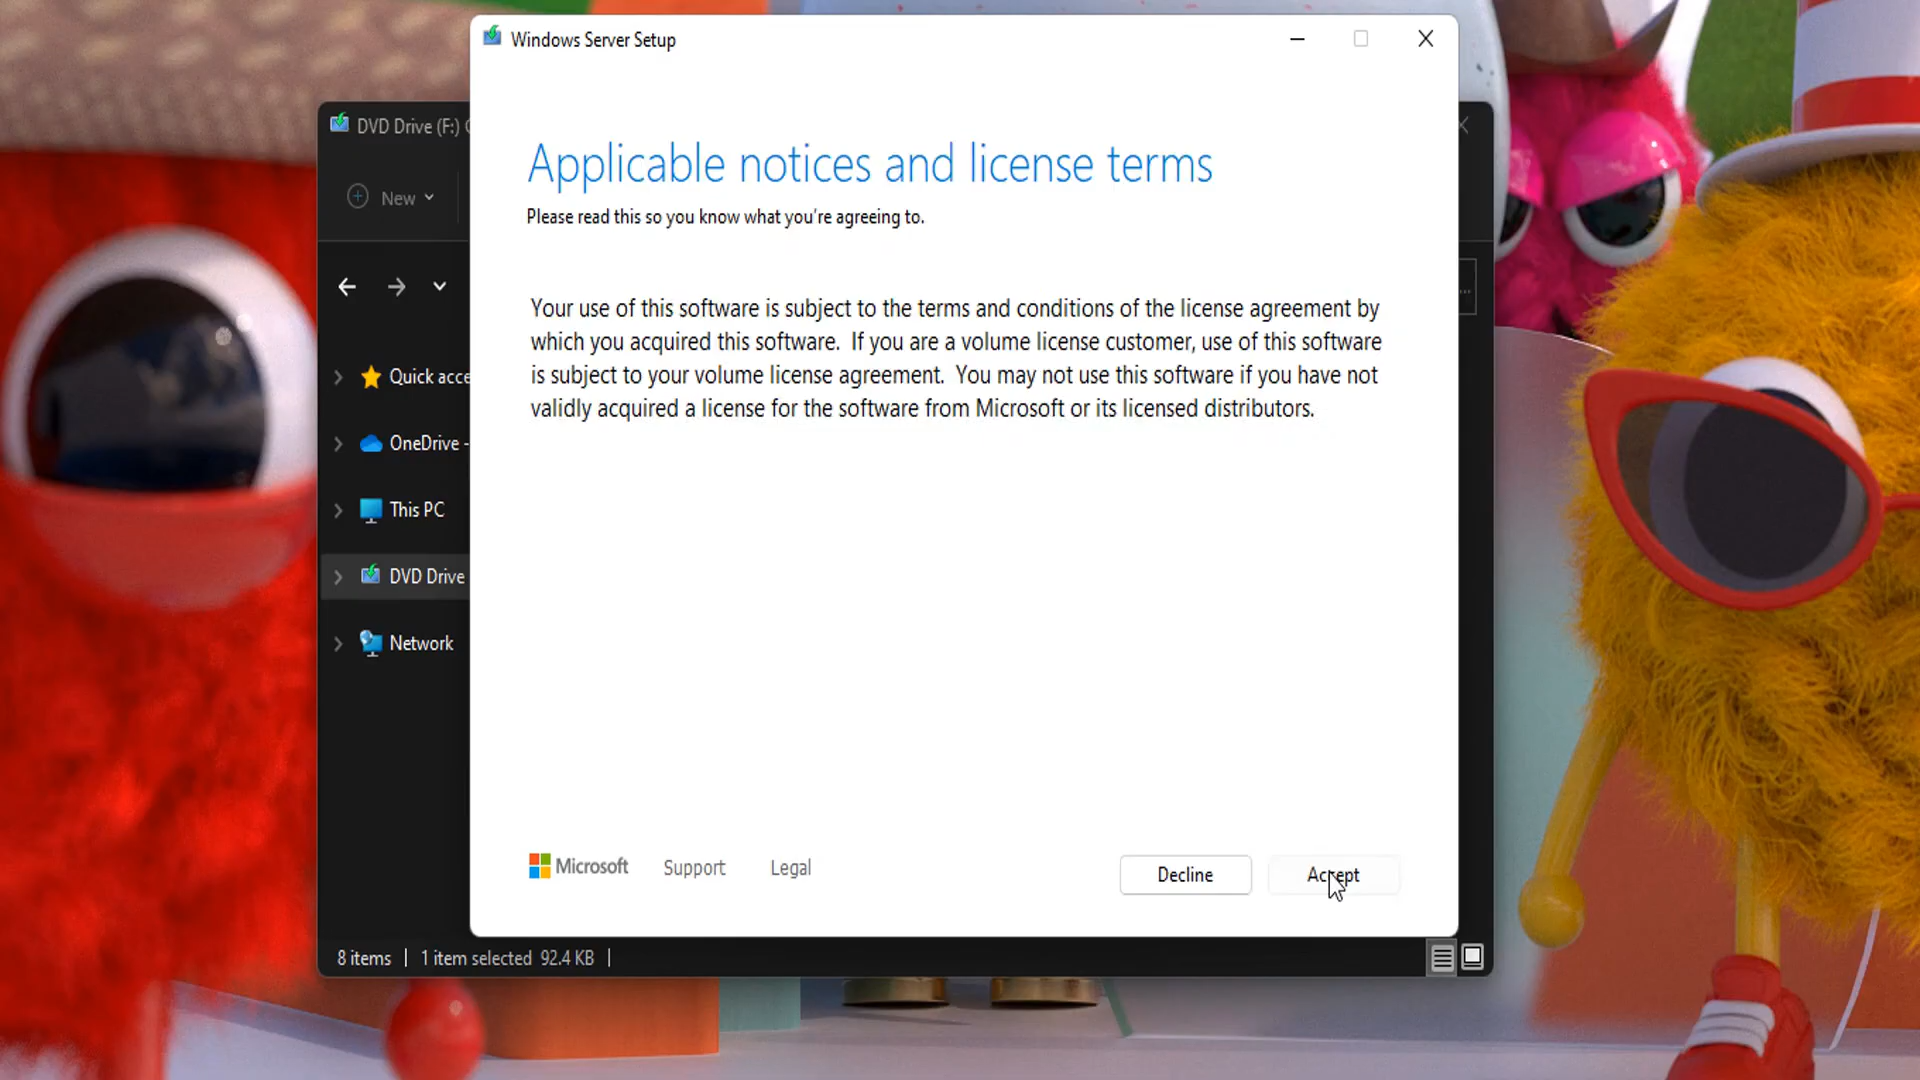 Windows Server Setup
DVD Drive (F:)
New
Applicable notices and license terms
Please read this so you know what you're agreeing to.
Your use of this software is subject to the terms and conditions of the license agreement by
which you acquired this software.  If you are a volume license customer, use of this software
is subject to your volume license agreement.  You may not use this software if you have not
validly acquired a license for the software from Microsoft or its licensed distributors.
Quick acce
OneDrive -
This PC
DVD Drive
Network
Microsoft
Support
Legal
Decline
Accept
8 items
1 item selected 92.4 KB